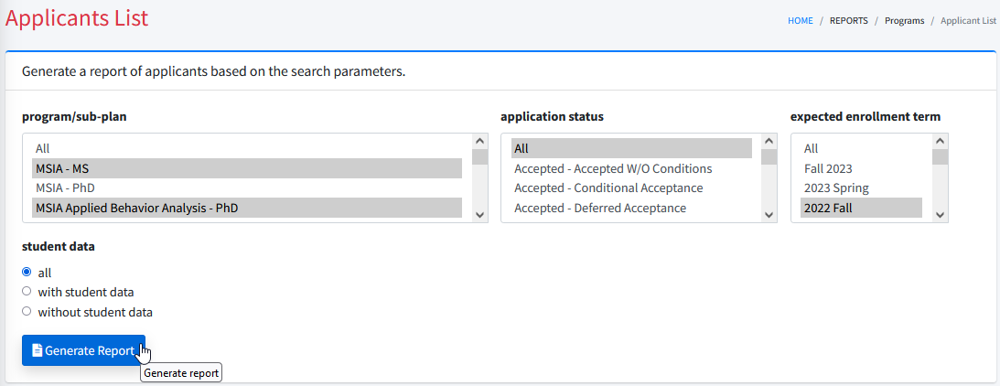 Applicants List
HOME / REPORTS / Programs / Applicant List
Generate a report of applicants based on the search parameters.
program/sub-plan
All
MSIA - MS
MSIA - PhD
MSIA Applied Behavior Analysis - PhD
application status
All
Accepted - Accepted W/O Conditions
Accepted - Conditional Acceptance
Accepted - Deferred Acceptance
expected enrollment term
All
Fall 2023
2023 Spring
2022 Fall
student data
all
with student data
without student data
Generate Report
Generate report